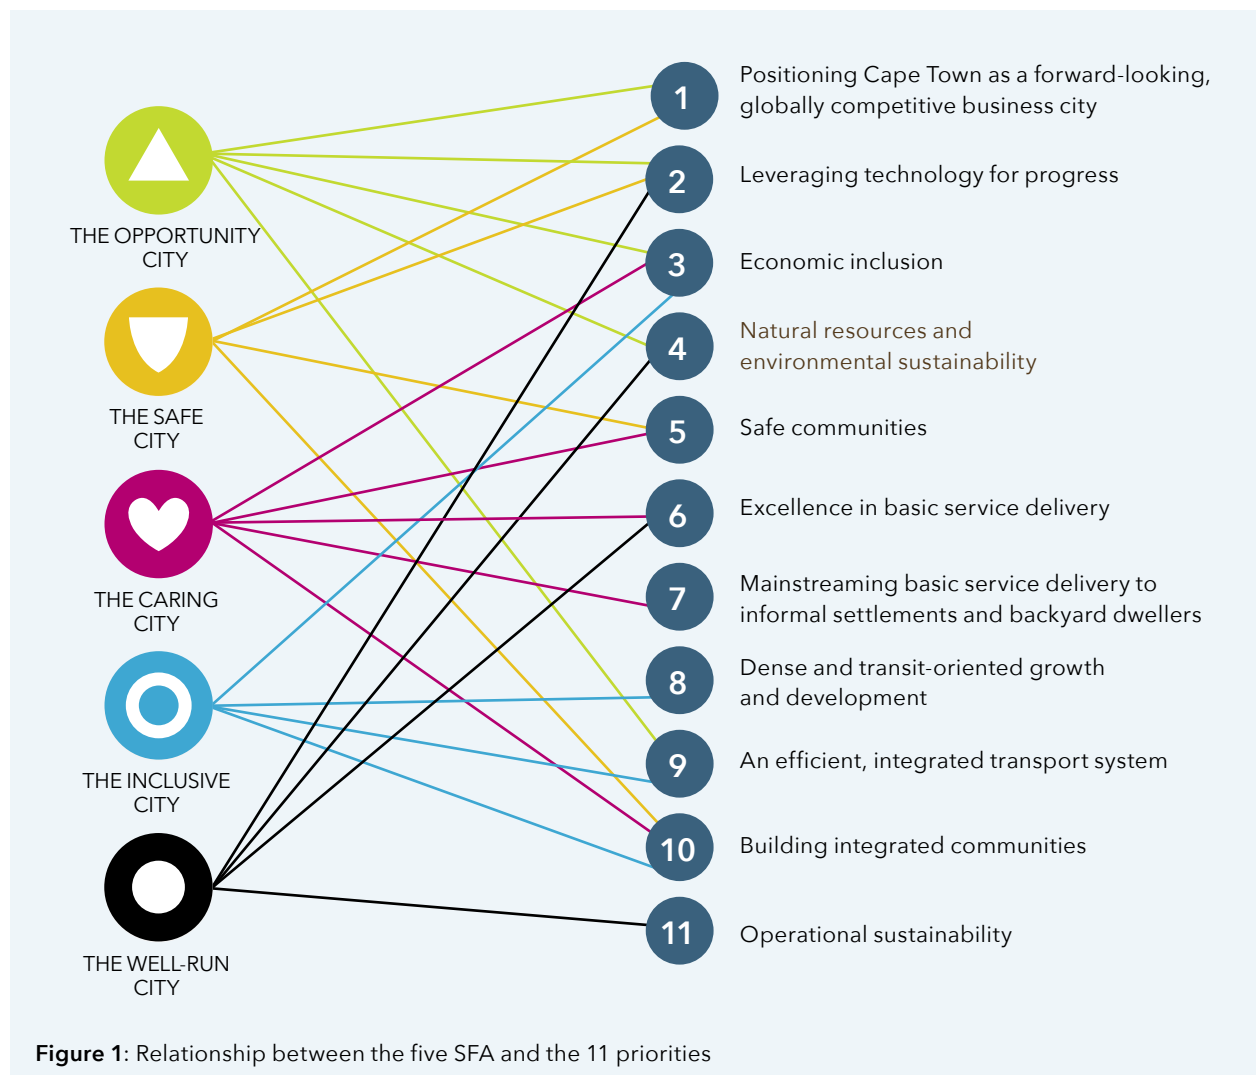 THE OPPORTUNITY
CITY
THE SAFE
CITY
THE CARING
CITY
THE INCLUSIVE
CITY
THE WELL-RUN
CITY
1
Positioning Cape Town as a forward-looking,
globally competitive business city
2
Leveraging technology for progress
3
Economic inclusion
4
Natural resources and
environmental sustainability
5
Safe communities
6
Excellence in basic service delivery
7
Mainstreaming basic service delivery to
informal settlements and backyard dwellers
8
Dense and transit-oriented growth
and development
9
An efficient, integrated transport system
10
Building integrated communities
11
Operational sustainability
Figure 1: Relationship between the five SFA and the 11 priorities